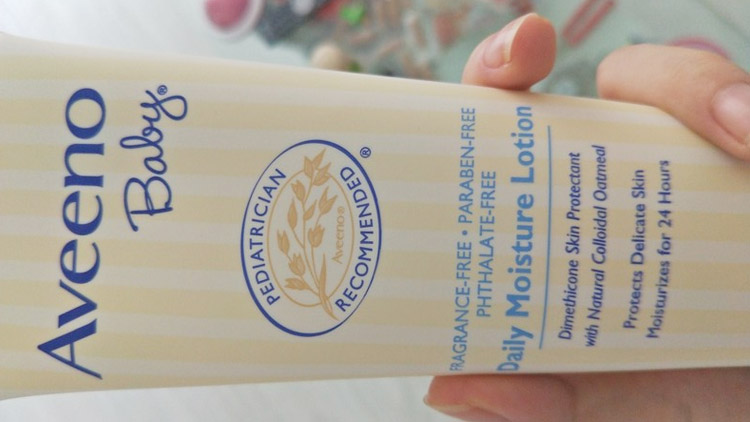 Aveeno
Baby®
PEDIATRICIAN
Aveeno®
RECOMMENDED®
FRAGRANCE-FREE • PARABEN-FREE
PHTHALATE-FREE
Daily Moisture Lotion
Dimethicone Skin Protectant
with Natural Colloidal Oatmeal
Protects Delicate Skin
Moisturizes for 24 Hours